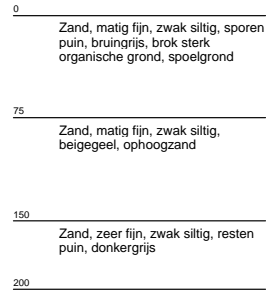 0
Zand, matig fijn, zwak siltig, sporen
puin, bruingrijs, brok sterk
organische grond, spoelgrond
75
Zand, matig fijn, zwak siltig,
beigegeel, ophoogzand
150
Zand, zeer fijn, zwak siltig, resten
puin, donkergrijs
200